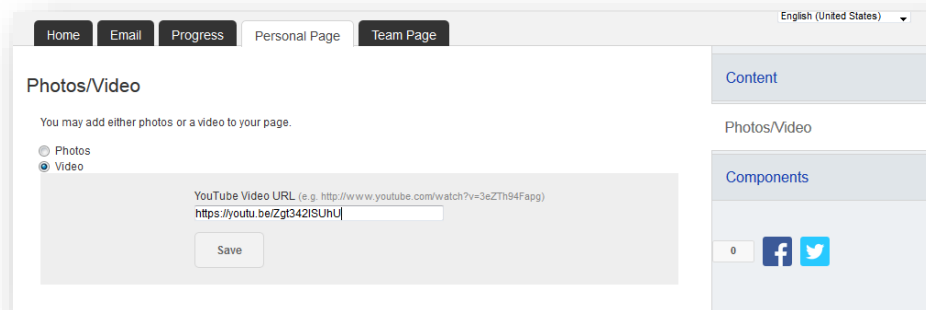 English (United States)
Home Email Progress Personal Page Team Page
Photos/Video
You may add either photos or a video to your page.
Photos
Video
YouTube Video URL (e.g. http://www.youtube.com/watch?v=3eZTh94Fapg)
https://youtu.be/Zgt342lSUhU
Save
Content
Photos/Video
Components
0